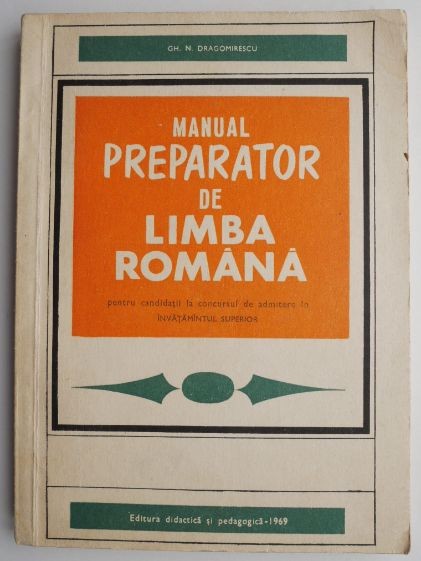 GH. N. DRAGOMIRESCU
MANUAL
PREPARATOR
DE
LIMBA
ROMÂNĂ
pentru candidații la concursul de admitere în
ÎNVĂȚĂMÎNTUL SUPERIOR
Editura didactică și pedagogică-1969